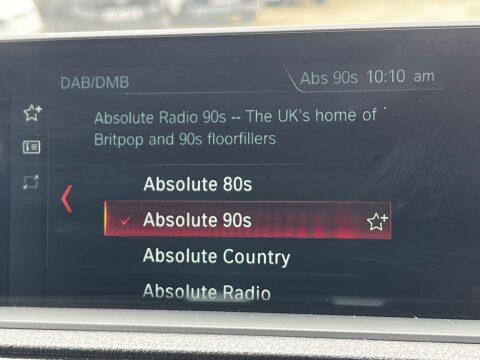 DAB/DMB
Abs 90s 10:10 am
Absolute Radio 90s -- The UK's home of
Britpop and 90s floorfillers
Absolute 80s
Absolute 90s
Absolute Country
Absolute Radio